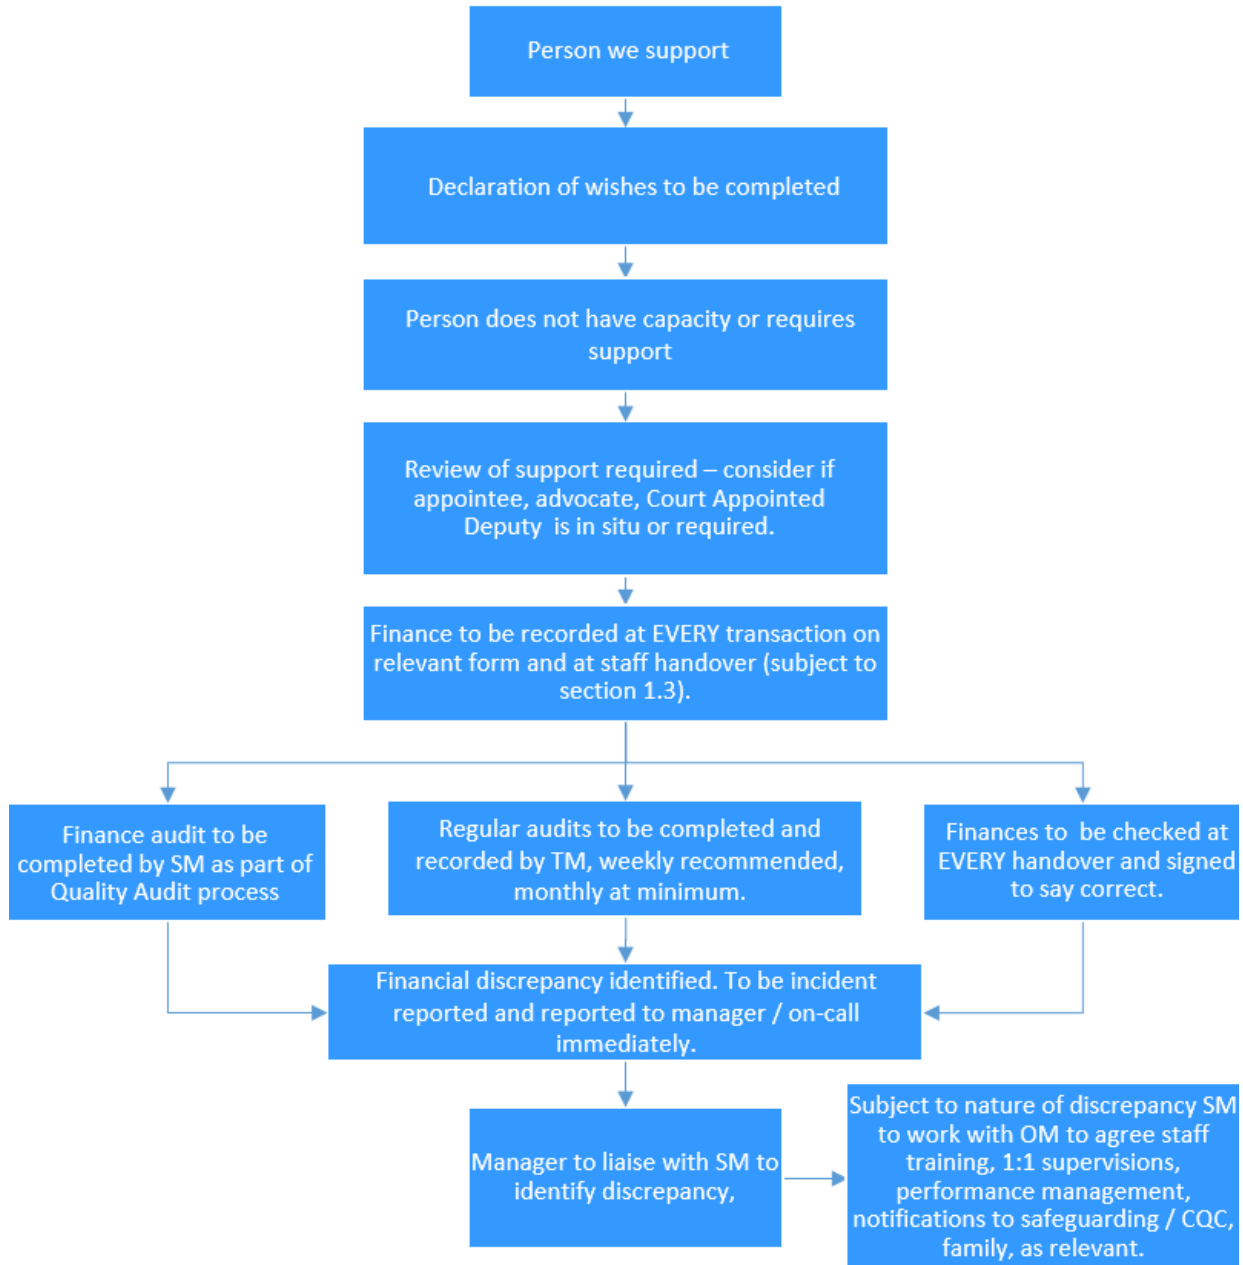 Person we support
Declaration of wishes to be completed
Person does not have capacity or requires
support
Review of support required – consider if
appointee, advocate, Court Appointed
Deputy  is in situ or required.
Finance to be recorded at EVERY transaction on
relevant form and at staff handover (subject to
section 1.3).
Finance audit to be
completed by SM as part of
Quality Audit process
Regular audits to be completed and
recorded by TM, weekly recommended,
monthly at minimum.
Finances to  be checked at
EVERY handover and signed
to say correct.
Financial discrepancy identified. To be incident
reported and reported to manager / on-call
immediately.
Manager to liaise with SM to
identify discrepancy,
Subject to nature of discrepancy SM
to work with OM to agree staff
training, 1:1 supervisions,
performance management,
notifications to safeguarding / CQC,
family, as relevant.